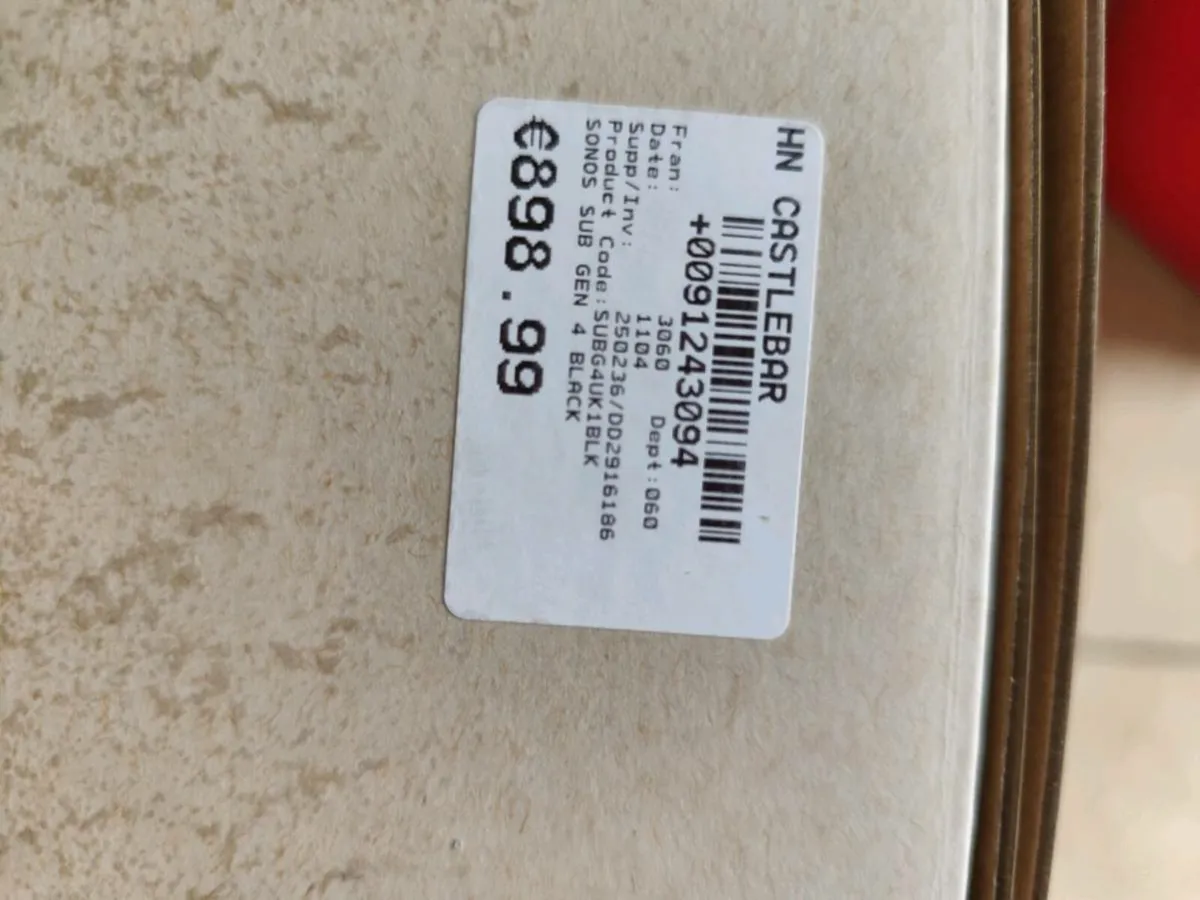 HN CASTLEBAR
+0091243094
Fran: 3060 Dept:060
Date: 1104
Supp/Inv: 250236/DD2916186
Product Code:SUBG4UK1BLK
SONOS SUB GEN 4 BLACK
€898.99